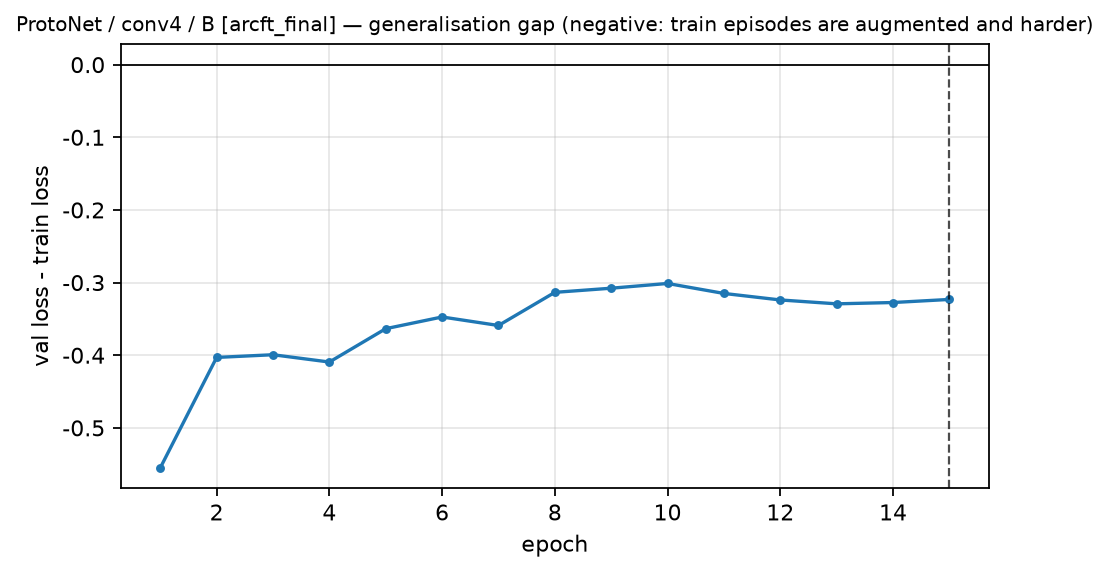 ProtoNet / conv4 / B [arcft_final] — generalisation gap (negative: train episodes are augmented and harder)
val loss - train loss
0.0
-0.1
-0.2
-0.3
-0.4
-0.5
2 4 6 8 10 12 14
epoch